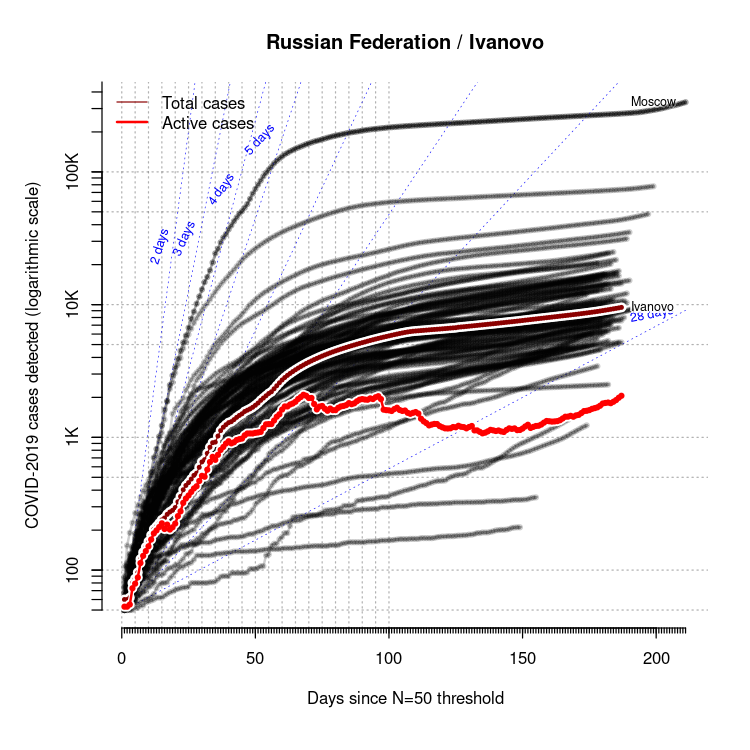 Russian Federation / Ivanovo
Total cases
Active cases
Moscow
2 days
3 days
4 days
5 days
Ivanovo
28 days
COVID-2019 cases detected (logarithmic scale)
100K
10K
1K
100
0 50 100 150 200
Days since N=50 threshold